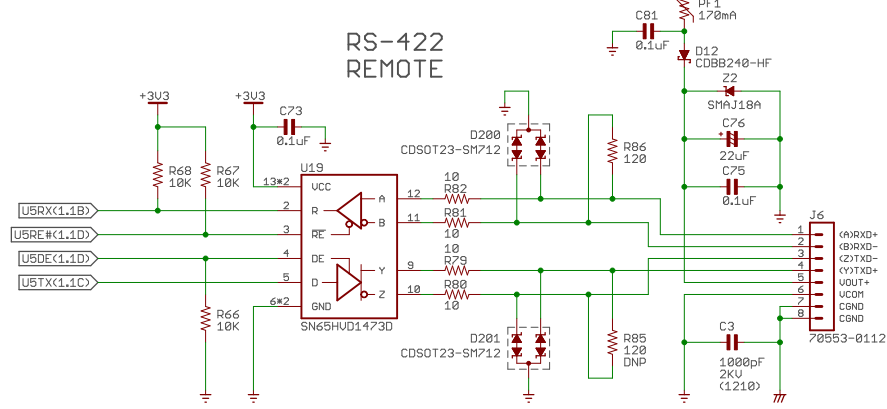 PF1
170mA
C81
0.1uF
RS-422
REMOTE
D12
CDBB240-HF
Z2
SMAJ18A
+3V3
+3V3
C73
0.1uF
D200
CDSOT23-SM712
R86
120
C76
+
22uF
R68
10K
R67
10K
U19
C75
0.1uF
13*2
VCC
A
12
10
R82
U5RX(1.1B)
2
R
B
11
R81
10
J6
U5RE#(1.1D)
3
RE
1
(A)RXD+
2
(B)RXD-
U5DE(1.1D)
4
DE
Y
9
10
R79
3
(Z)TXD-
4
(Y)TXD+
U5TX(1.1C)
5
D
Z
10
R80
10
5
VOUT+
6
VCOM
6*2
GND
7
CGND
8
CGND
R66
10K
SN65HVD1473D
D201
CDSOT23-SM712
R85
120
DNP
70553-0112
C3
1000pF
2KV
(1210)